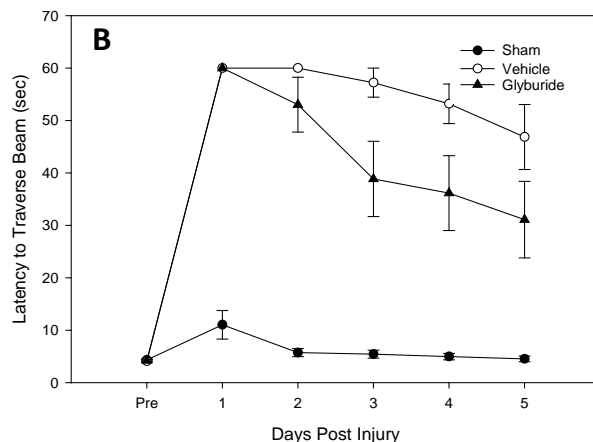 B
Sham
Vehicle
Glyburide
Latency to Traverse Beam (sec)
70
60
50
40
30
20
10
0
Pre 1 2 3 4 5
Days Post Injury